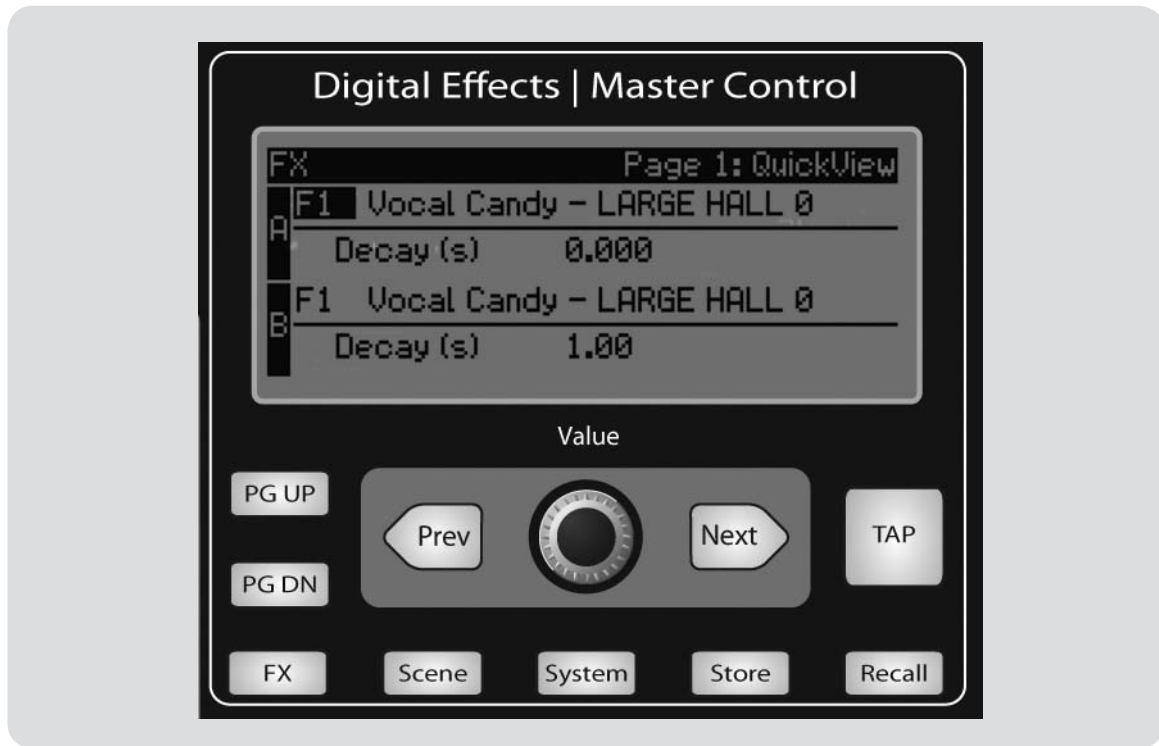 Digital Effects | Master Control
FX Page 1: QuickView
A F1 Vocal Candy – LARGE HALL 0
Decay (s) 0.000
B F1 Vocal Candy – LARGE HALL 0
Decay (s) 1.00
Value
PG UP
Prev
Next
TAP
PG DN
FX
Scene
System
Store
Recall